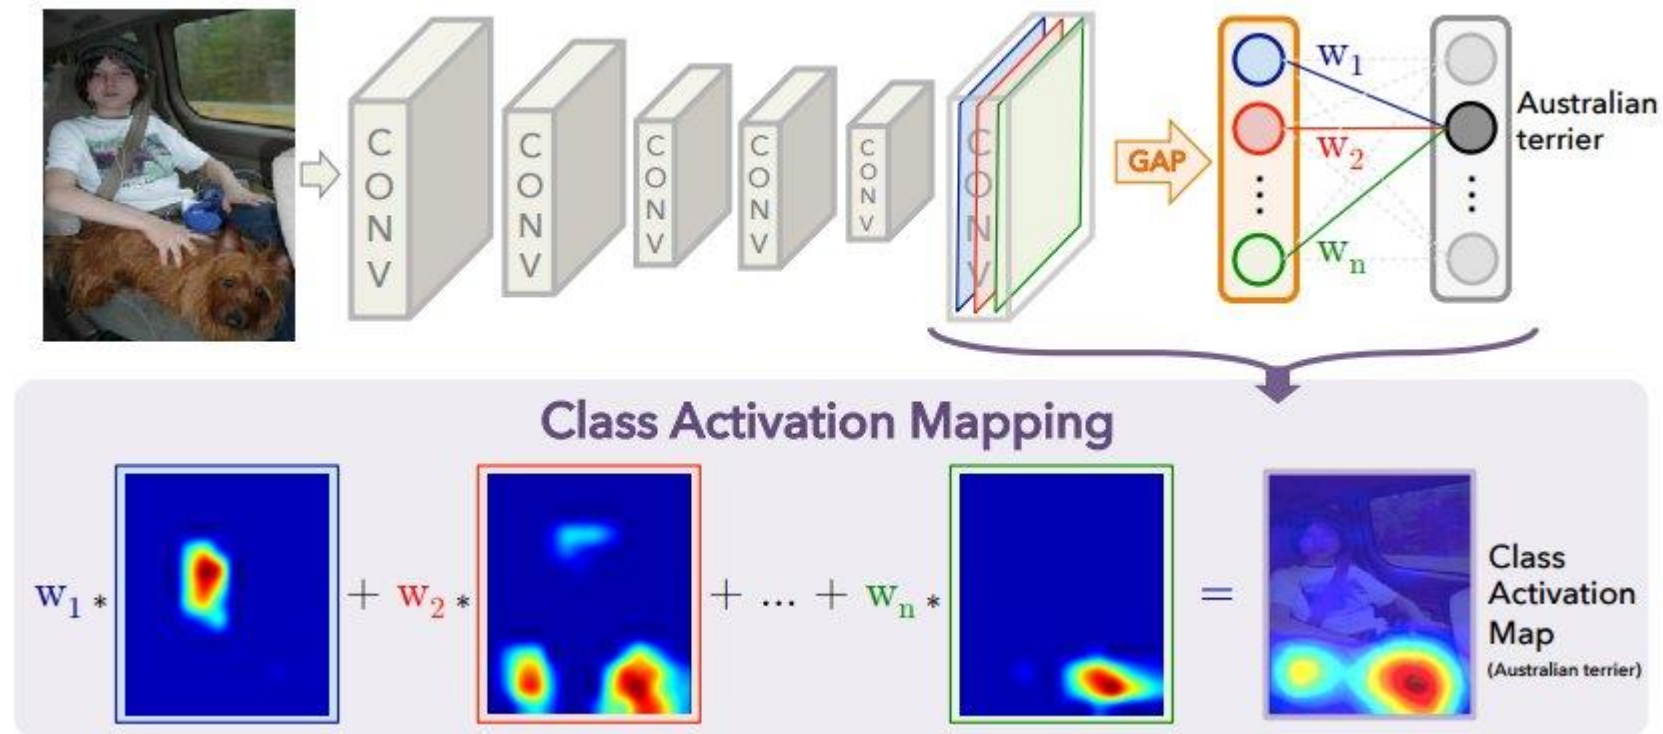 CONV
CONV
CONV
CONV
CONV
CONV
GAP
w1
w2
wn
Australian
terrier
Class Activation Mapping
w1 * + w2 * + ... + wn * =
Class
Activation
Map
(Australian terrier)